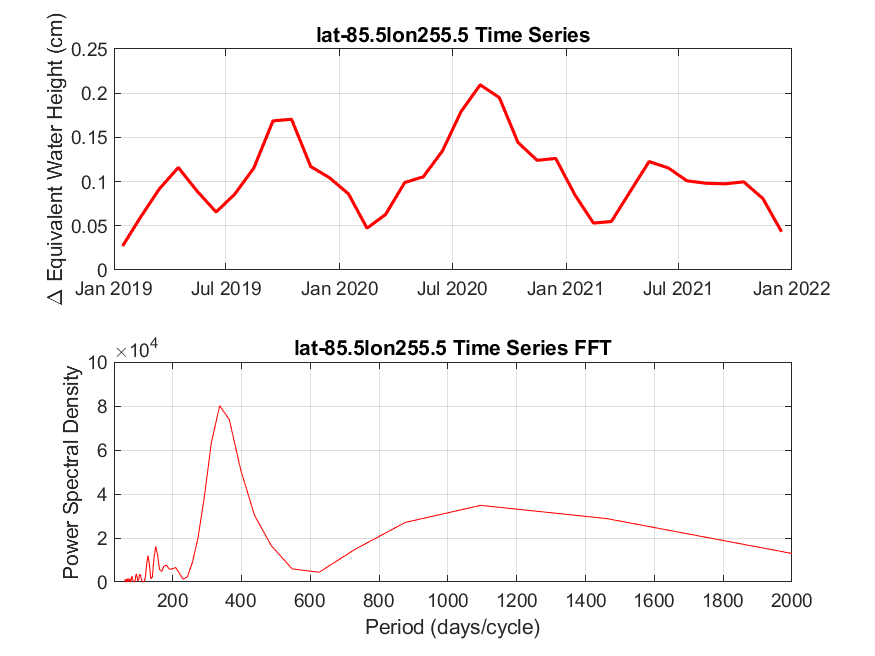 lat-85.5lon255.5 Time Series
Δ Equivalent Water Height (cm)
0.25
0.2
0.15
0.1
0.05
0
Jan 2019 Jul 2019 Jan 2020 Jul 2020 Jan 2021 Jul 2021 Jan 2022
lat-85.5lon255.5 Time Series FFT
×10⁴
Power Spectral Density
10
8
6
4
2
0
200 400 600 800 1000 1200 1400 1600 1800 2000
Period (days/cycle)